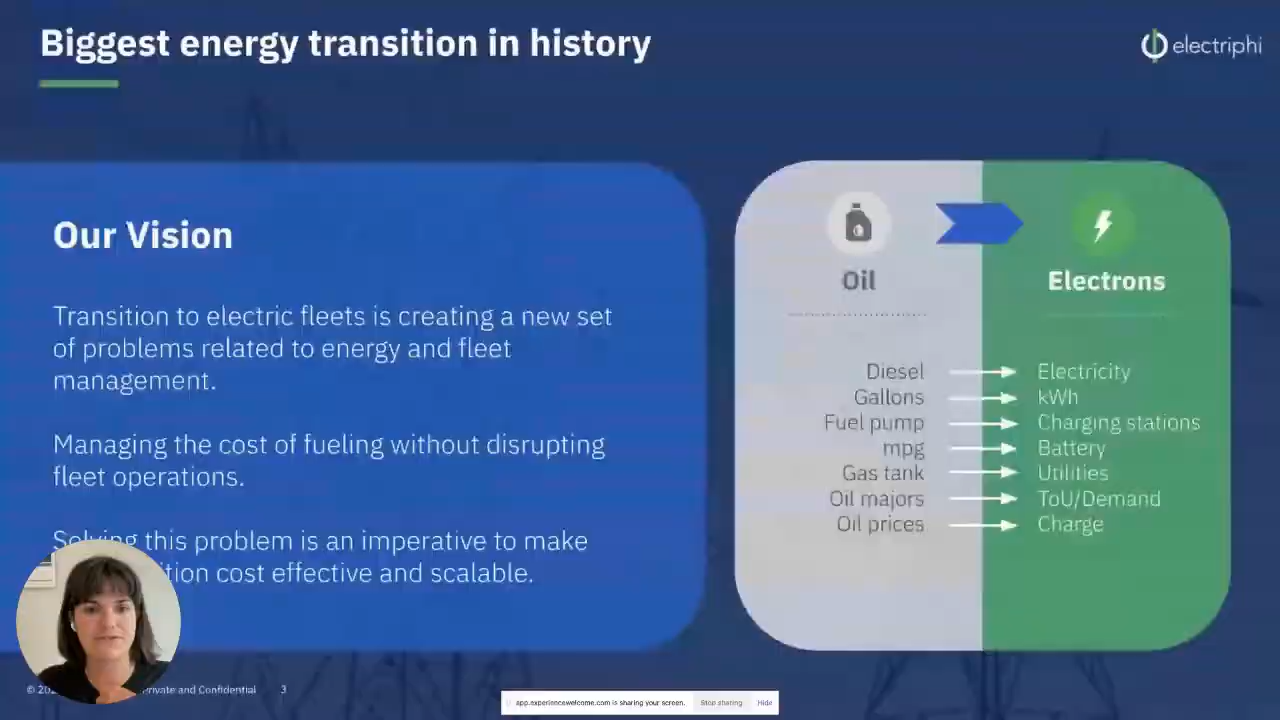 Biggest energy transition in history
electriphi
Our Vision
Transition to electric fleets is creating a new set
of problems related to energy and fleet
management.
Managing the cost of fueling without disrupting
fleet operations.
Solving this problem is an imperative to make
cost effective and scalable.
Oil
Electrons
Diesel Electricity
Gallons kWh
Fuel pump Charging stations
mpg Battery
Gas tank Utilities
Oil majors ToU/Demand
Oil prices Charge
© Private and Confidential 3
app.experiencewelcome.com is sharing your screen. Stop sharing Hide